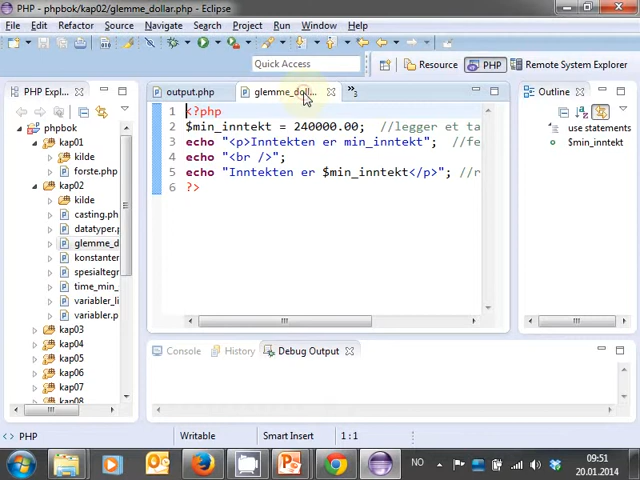 PHP - phpbok/kap02/glemme_dollar.php - Eclipse
File Edit Refactor Source Navigate Search Project Run Window Help
Quick Access
Resource PHP Remote System Explorer
PHP Expl...
output.php
glemme_doll...
»3
Outline
phpbok
kap01
kilde
forste.php
kap02
kilde
casting.ph
datatyper.p
glemme_d
konstanter
spesialtegr
time_min_
variabler_li
variabler.p
kap03
kap04
kap05
kap06
kap07
kap08
1 <?php
2 $min_inntekt = 240000.00; //legger et ta
3 echo "<p>Inntekten er min_inntekt"; //fe
4 echo "<br />";
5 echo "Inntekten er $min_inntekt</p>"; //r
6 ?>
use statements
$min_inntekt
Console History Debug Output
PHP Writable Smart Insert 1 : 1
NO
09:51
20.01.2014